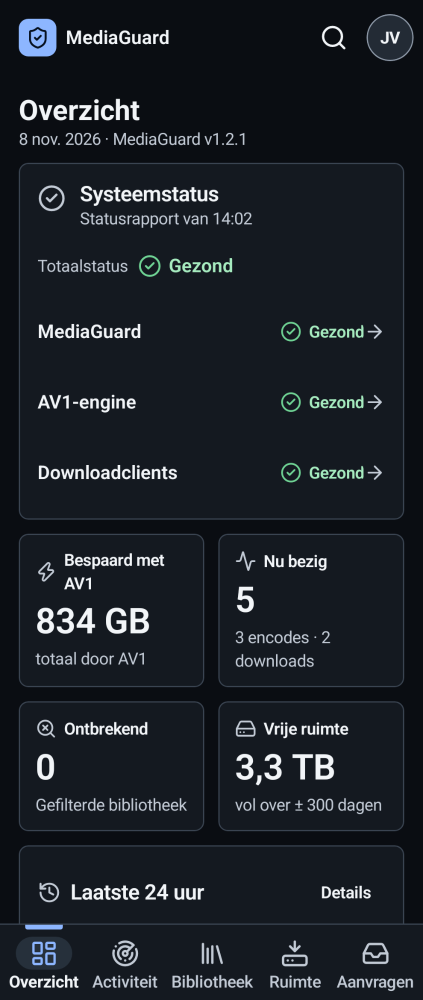 MediaGuard
JV
Overzicht
8 nov. 2026 · MediaGuard v1.2.1
Systeemstatus
Statusrapport van 14:02
Totaalstatus Gezond
MediaGuard Gezond
AV1-engine Gezond
Downloadclients Gezond
Bespaard met
AV1
834 GB
totaal door AV1
Nu bezig
5
3 encodes · 2
downloads
Ontbrekend
0
Gefilterde bibliotheek
Vrije ruimte
3,3 TB
vol over ± 300 dagen
Laatste 24 uur Details
Overzicht Activiteit Bibliotheek Ruimte Aanvragen